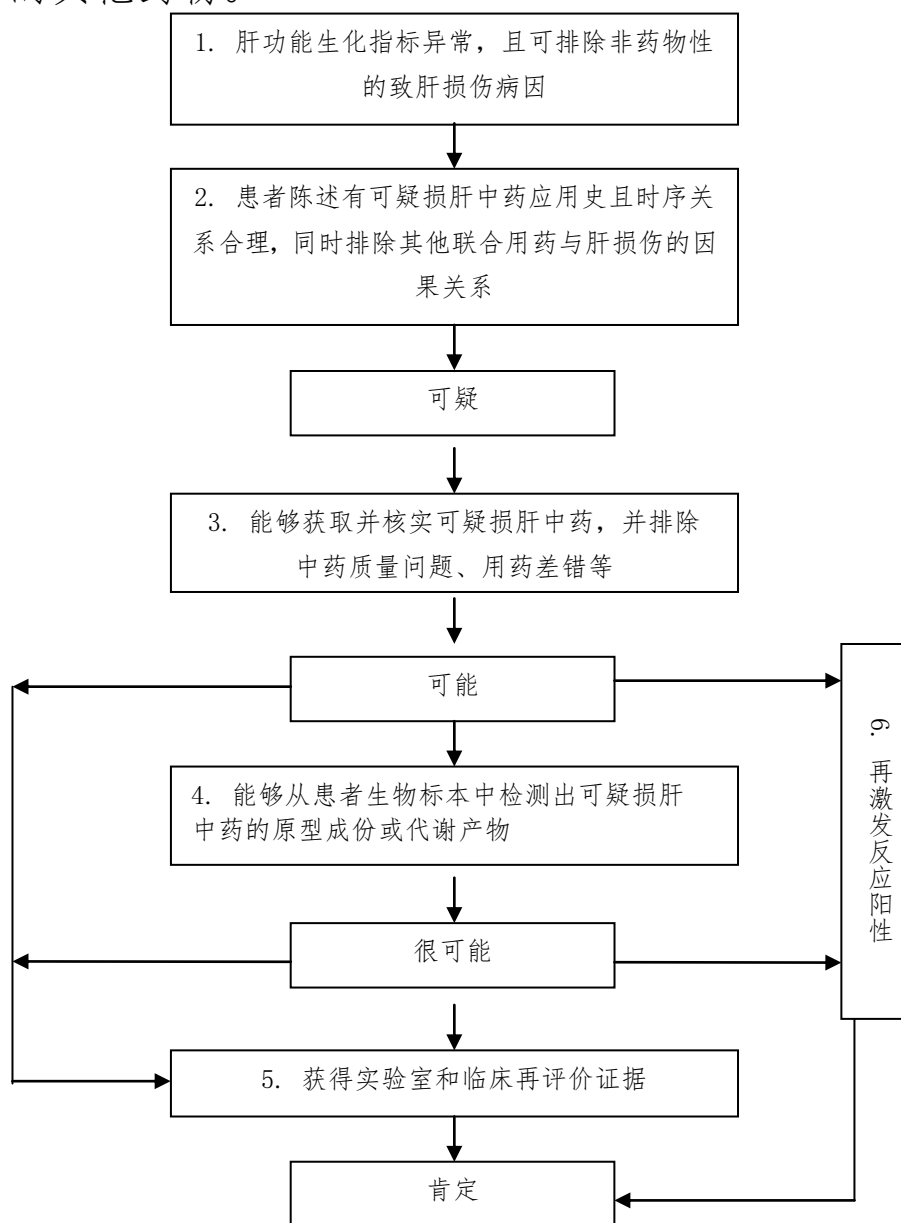 1. 肝功能生化指标异常，且可排除非药物性
的致肝损伤病因
2. 患者陈述有可疑损肝中药应用史且时序关
系合理，同时排除其他联合用药与肝损伤的因
果关系
可疑
3. 能够获取并核实可疑损肝中药，并排除
中药质量问题、用药差错等
可能
6. 再激发反应阳性
4. 能够从患者生物标本中检测出可疑损肝
中药的原型成份或代谢产物
很可能
5. 获得实验室和临床再评价证据
肯定